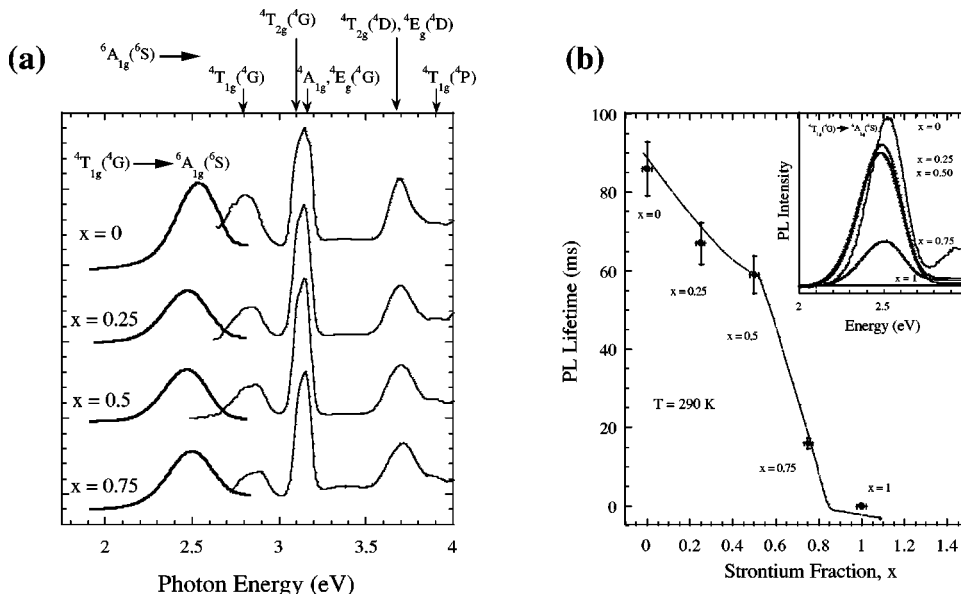 (a)
⁶A₁g(⁶S)
⁴T₂g(⁴G)
⁴T₂g(⁴D),⁴Eg(⁴D)
⁴T₁g(⁴G)
⁴A₁g,⁴Eg(⁴G)
⁴T₁g(⁴P)
⁴T₁g(⁴G) → ⁶A₁g(⁶S)
x = 0
x = 0.25
x = 0.5
x = 0.75
2 2.5 3 3.5 4
Photon Energy (eV)
(b)
100
80
60
40
20
0
PL Lifetime (ms)
x = 0
x = 0.25
x = 0.5
T = 290 K
x = 0.75
x = 1
0 0.2 0.4 0.6 0.8 1 1.2 1.4
Strontium Fraction, x
PL Intensity
x = 0
x = 0.25
x = 0.50
x = 0.75
x = 1
2 2.5 3
Energy (eV)